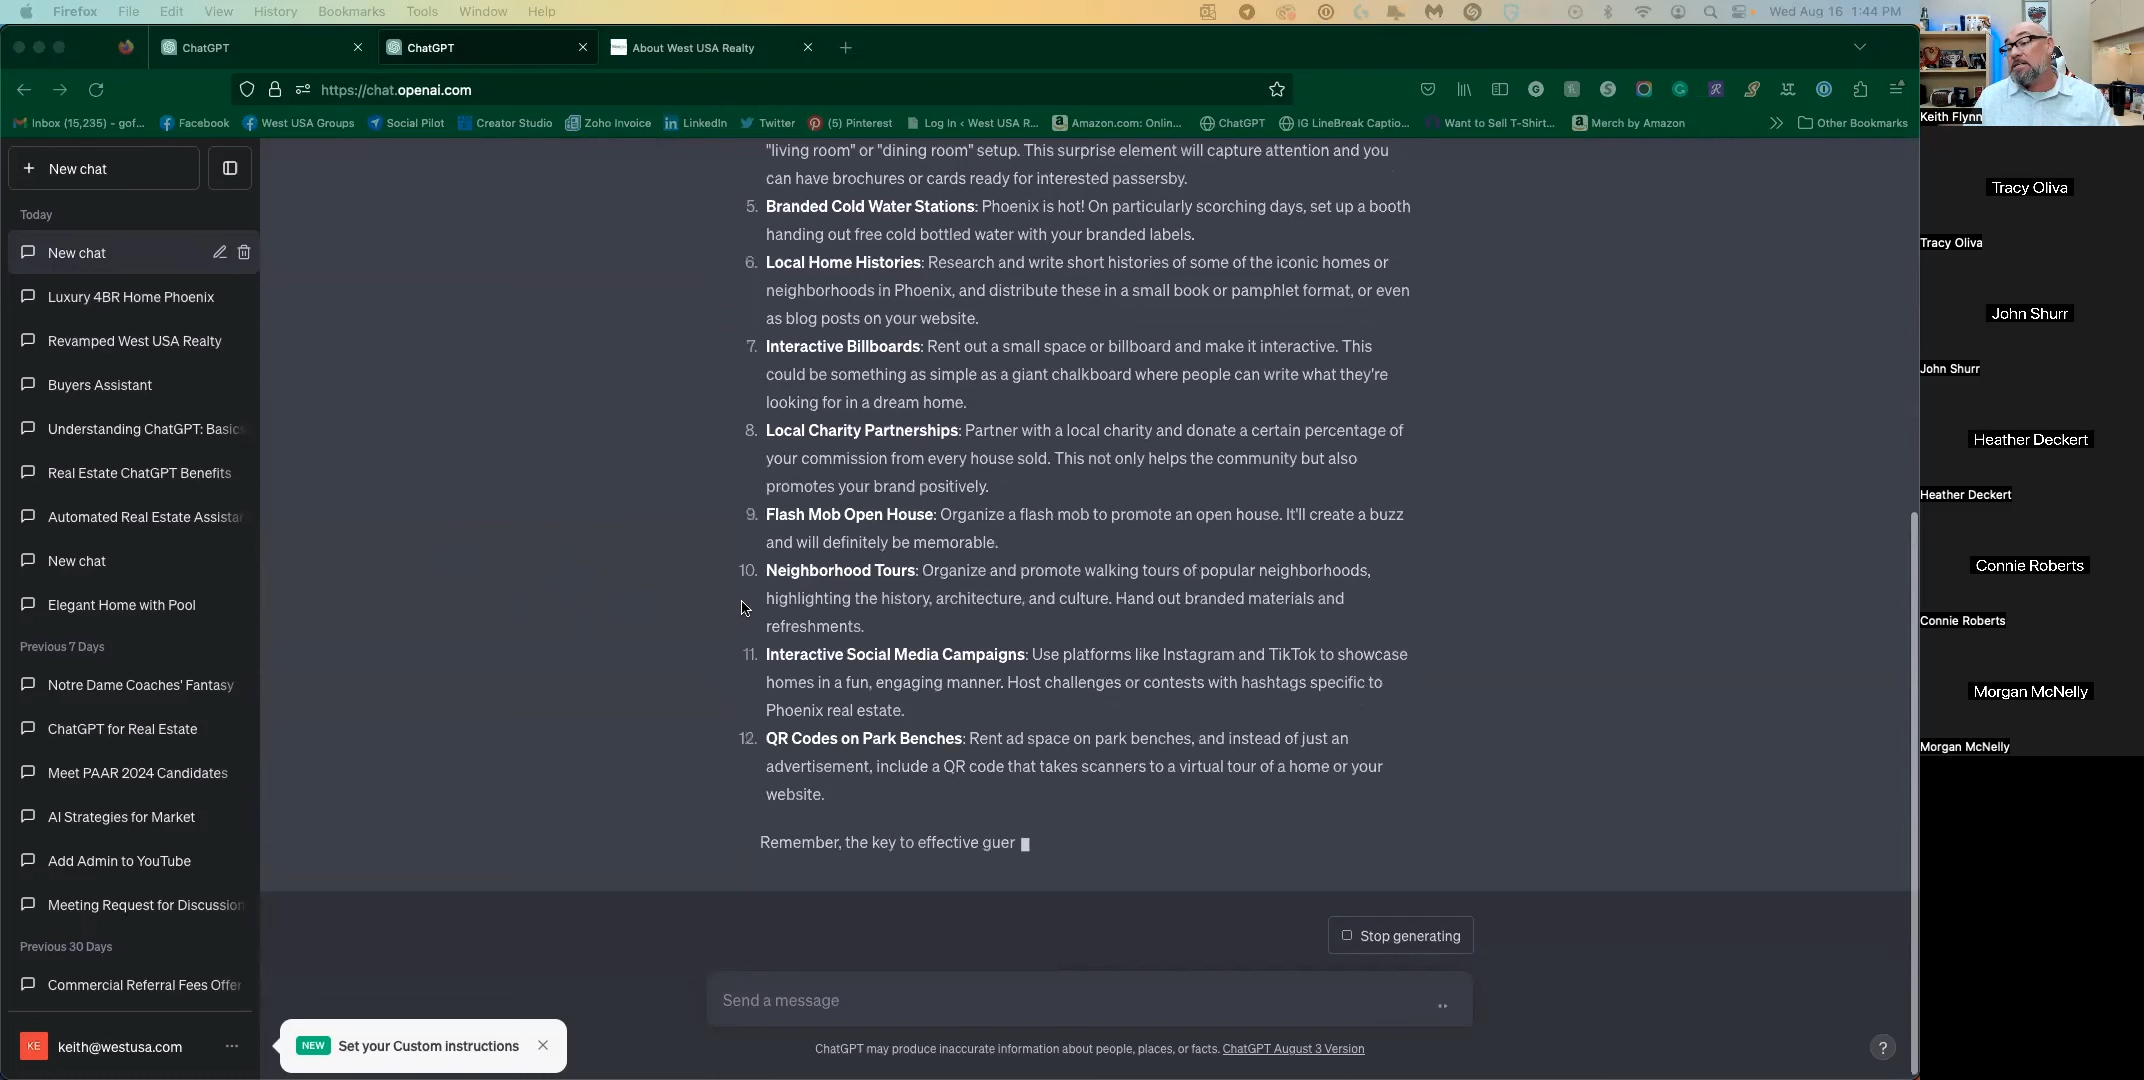 Firefox File Edit View History Bookmarks Tools Window Help
Wed Aug 16 1:44 PM
ChatGPT
ChatGPT
About West USA Realty
https://chat.openai.com
Inbox (15,235) - gof...
Facebook
West USA Groups
Social Pilot
Creator Studio
Zoho Invoice
LinkedIn
Twitter
(5) Pinterest
Log In ‹ West USA R...
Amazon.com: Onlin...
ChatGPT
IG LineBreak Captio...
Want to Sell T-Shirt...
Merch by Amazon
Other Bookmarks
New chat
Today
New chat
Luxury 4BR Home Phoenix
Revamped West USA Realty
Buyers Assistant
Understanding ChatGPT: Basics
Real Estate ChatGPT Benefits
Automated Real Estate Assistan
New chat
Elegant Home with Pool
Previous 7 Days
Notre Dame Coaches' Fantasy
ChatGPT for Real Estate
Meet PAAR 2024 Candidates
AI Strategies for Market
Add Admin to YouTube
Meeting Request for Discussion
Previous 30 Days
Commercial Referral Fees Offer
KE keith@westusa.com
"living room" or "dining room" setup. This surprise element will capture attention and you
can have brochures or cards ready for interested passersby.
5. Branded Cold Water Stations: Phoenix is hot! On particularly scorching days, set up a booth
handing out free cold bottled water with your branded labels.
6. Local Home Histories: Research and write short histories of some of the iconic homes or
neighborhoods in Phoenix, and distribute these in a small book or pamphlet format, or even
as blog posts on your website.
7. Interactive Billboards: Rent out a small space or billboard and make it interactive. This
could be something as simple as a giant chalkboard where people can write what they're
looking for in a dream home.
8. Local Charity Partnerships: Partner with a local charity and donate a certain percentage of
your commission from every house sold. This not only helps the community but also
promotes your brand positively.
9. Flash Mob Open House: Organize a flash mob to promote an open house. It'll create a buzz
and will definitely be memorable.
10. Neighborhood Tours: Organize and promote walking tours of popular neighborhoods,
highlighting the history, architecture, and culture. Hand out branded materials and
refreshments.
11. Interactive Social Media Campaigns: Use platforms like Instagram and TikTok to showcase
homes in a fun, engaging manner. Host challenges or contests with hashtags specific to
Phoenix real estate.
12. QR Codes on Park Benches: Rent ad space on park benches, and instead of just an
advertisement, include a QR code that takes scanners to a virtual tour of a home or your
website.
Remember, the key to effective guer
Stop generating
Send a message
NEW Set your Custom instructions
ChatGPT may produce inaccurate information about people, places, or facts. ChatGPT August 3 Version
?
Keith Flynn
Tracy Oliva
Tracy Oliva
John Shurr
John Shurr
Heather Deckert
Heather Deckert
Connie Roberts
Connie Roberts
Morgan McNelly
Morgan McNelly